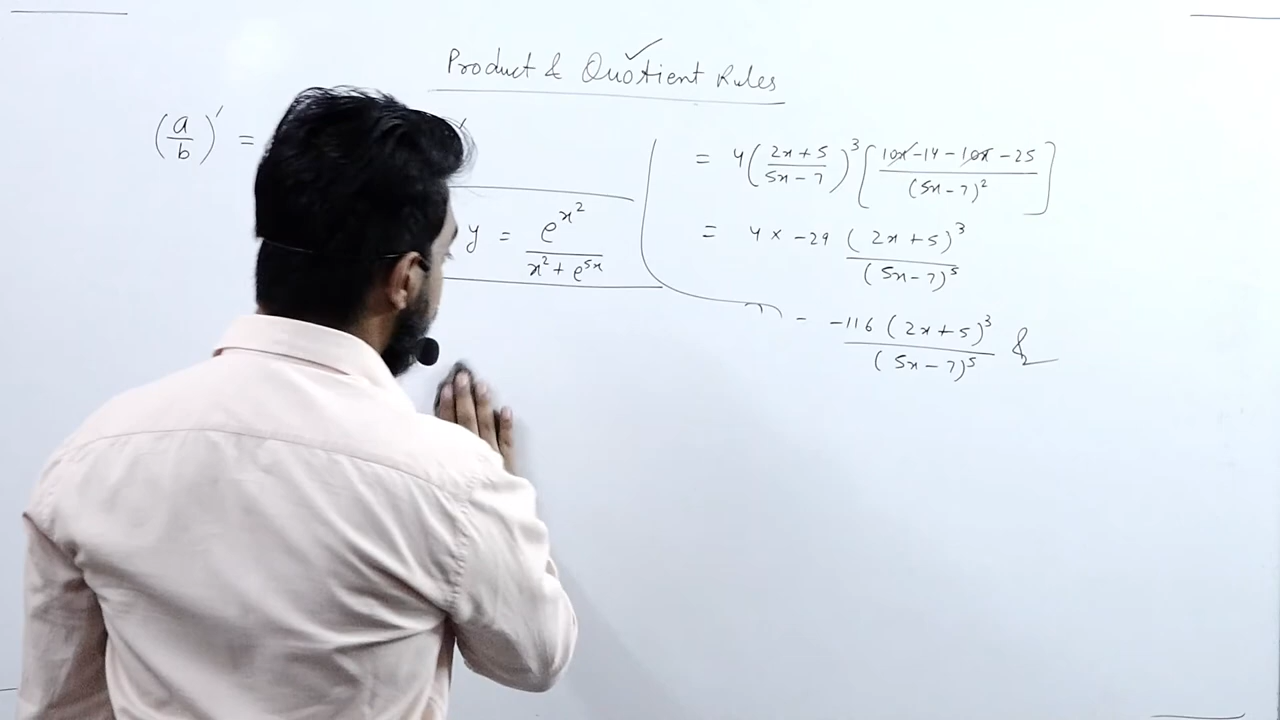 Product & Quotient Rules
(a/b)' =
y = e^(x^2) / (x^2 + e^(5x))
= 4 ((2x+5)/(5x-7))^3 [(10x-14-10x-25)/(5x-7)^2]
= 4 × -29 (2x+5)^3/(5x-7)^5
= -116 (2x+5)^3/(5x-7)^5